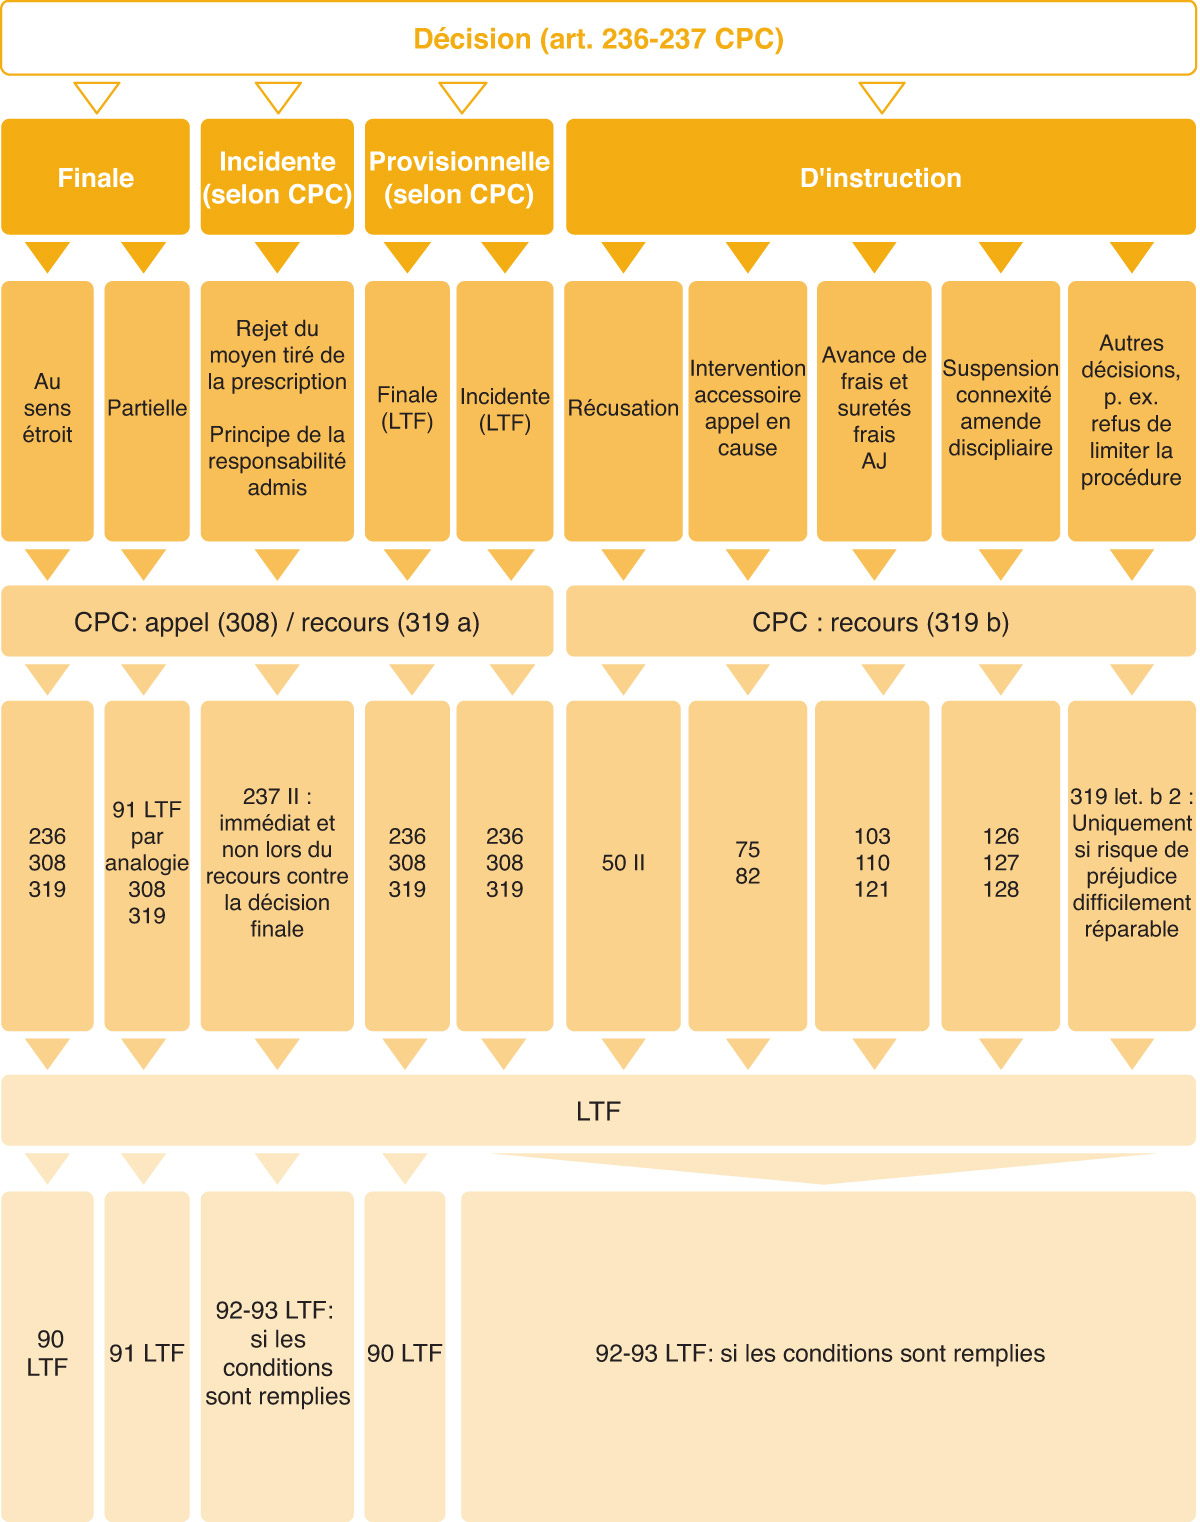 Décision (art. 236-237 CPC)
Finale
Incidente
(selon CPC)
Provisionnelle
(selon CPC)
D'instruction
Au
sens
étroit
Partielle
Rejet du
moyen tiré de
la prescription
Principe de la
responsabilité
admis
Finale
(LTF)
Incidente
(LTF)
Récusation
Intervention
accessoire
appel en
cause
Avance de
frais et
suretés
frais
AJ
Suspension
connexité
amende
discipliaire
Autres
décisions,
p. ex.
refus de
limiter la
procédure
CPC: appel (308) / recours (319 a)
CPC : recours (319 b)
236
308
319
91 LTF
par
analogie
308
319
237 II :
immédiat et
non lors du
recours contre
la décision
finale
236
308
319
236
308
319
50 II
75
82
103
110
121
126
127
128
319 let. b 2 :
Uniquement
si risque de
préjudice
difficilement
réparable
LTF
90
LTF
91 LTF
92-93 LTF:
si les
conditions
sont remplies
90 LTF
92-93 LTF: si les conditions sont remplies